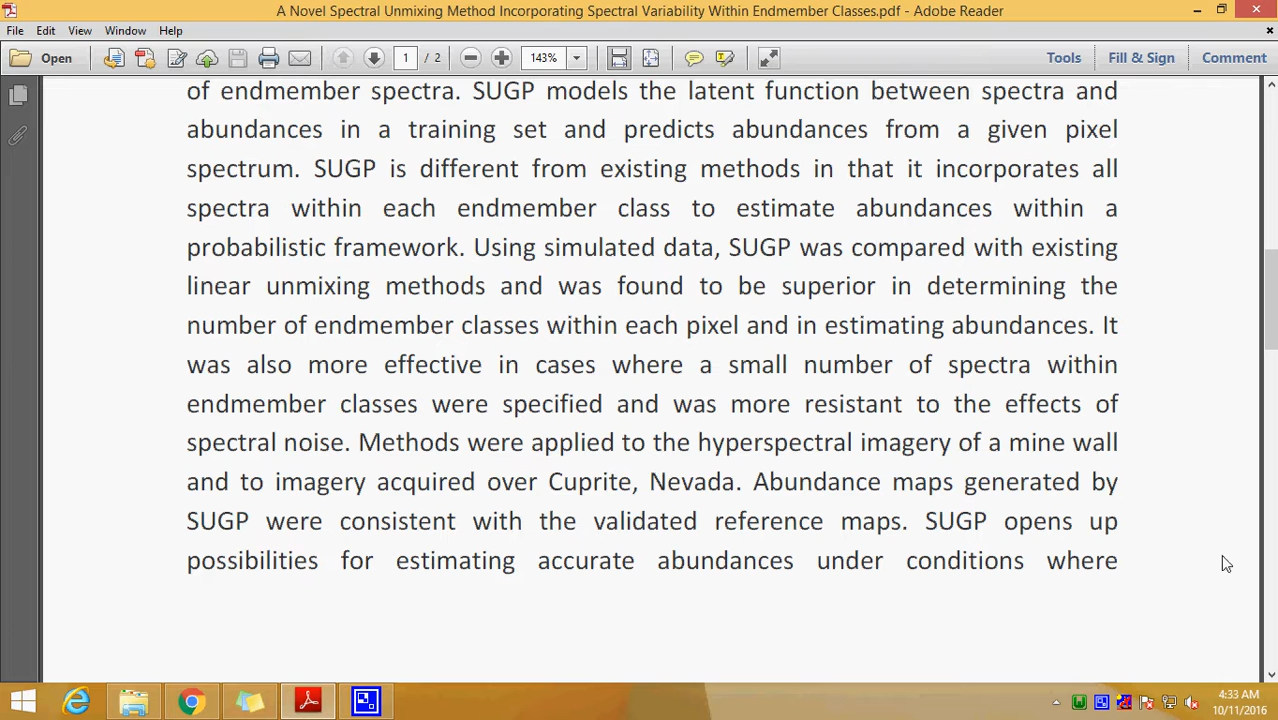 A Novel Spectral Unmixing Method Incorporating Spectral Variability Within Endmember Classes.pdf - Adobe Reader
File Edit View Window Help
Open 1 / 2 143% Tools Fill & Sign Comment
of endmember spectra. SUGP models the latent function between spectra and
abundances in a training set and predicts abundances from a given pixel
spectrum. SUGP is different from existing methods in that it incorporates all
spectra within each endmember class to estimate abundances within a
probabilistic framework. Using simulated data, SUGP was compared with existing
linear unmixing methods and was found to be superior in determining the
number of endmember classes within each pixel and in estimating abundances. It
was also more effective in cases where a small number of spectra within
endmember classes were specified and was more resistant to the effects of
spectral noise. Methods were applied to the hyperspectral imagery of a mine wall
and to imagery acquired over Cuprite, Nevada. Abundance maps generated by
SUGP were consistent with the validated reference maps. SUGP opens up
possibilities for estimating accurate abundances under conditions where
4:33 AM
10/11/2016